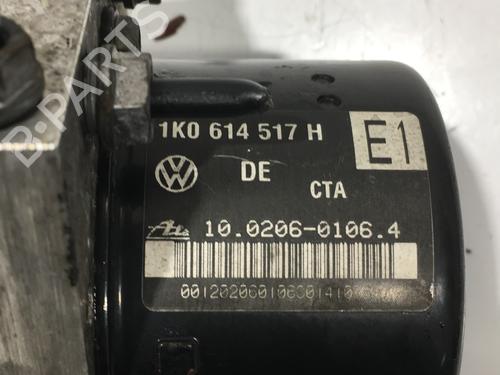 1K0 614 517 H
E1
DE
CTA
10.0206-0106.4
B-PARTS